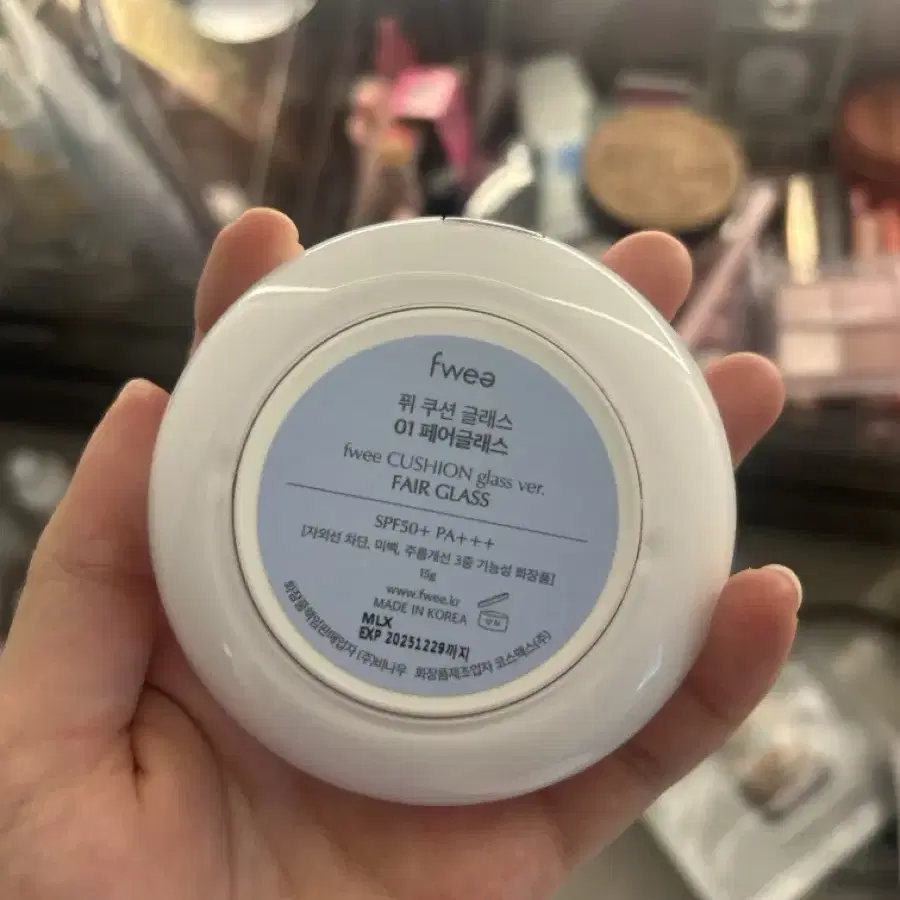 fwee
퓌 쿠션 글래스
01 페어글래스
fwee CUSHION glass ver.
FAIR GLASS
SPF50+ PA+++
[자외선 차단, 미백, 주름개선 3중 기능성 화장품]
15g
www.fwee.kr
MADE IN KOREA
MLX
EXP 20251229까지
화장품책임판매업자 (주)비나우 화장품제조업자 코스맥스(주)